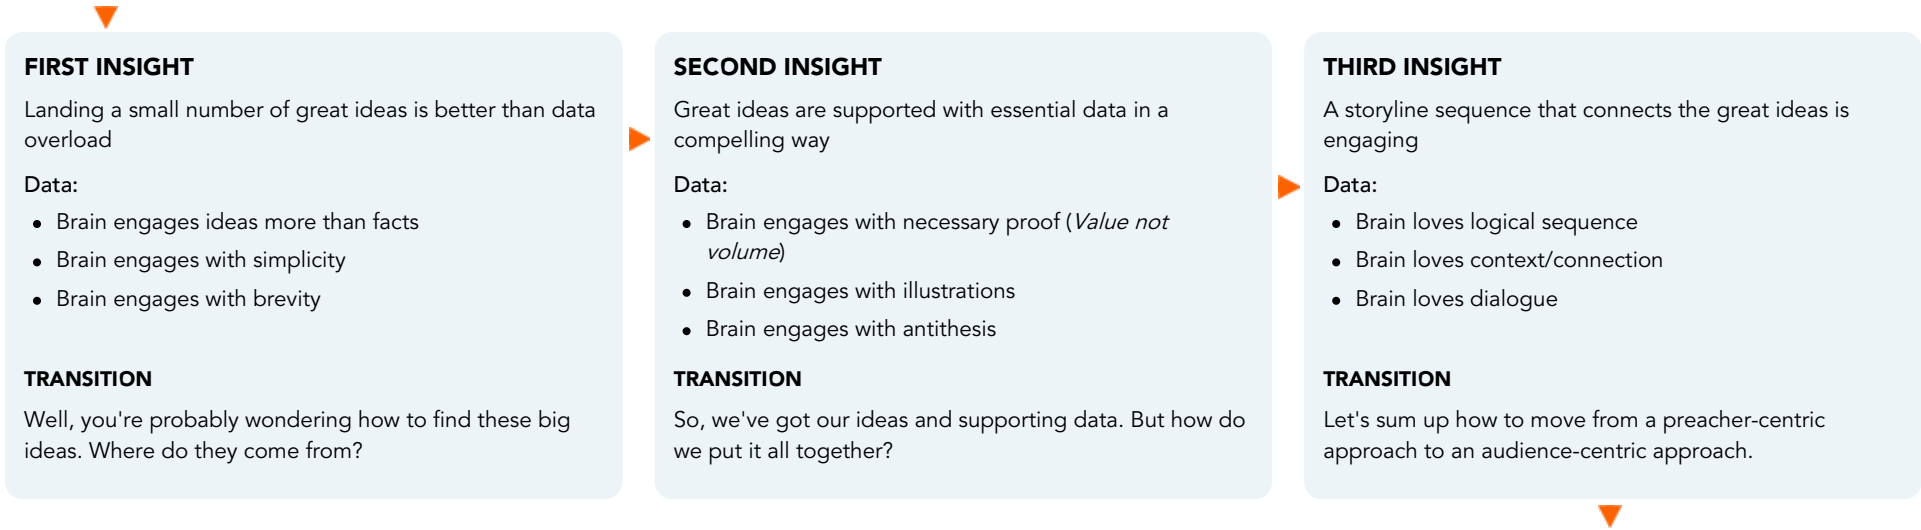 FIRST INSIGHT
Landing a small number of great ideas is better than data
overload
Data:
• Brain engages ideas more than facts
• Brain engages with simplicity
• Brain engages with brevity
TRANSITION
Well, you're probably wondering how to find these big
ideas. Where do they come from?
SECOND INSIGHT
Great ideas are supported with essential data in a
compelling way
Data:
• Brain engages with necessary proof (Value not
volume)
• Brain engages with illustrations
• Brain engages with antithesis
TRANSITION
So, we've got our ideas and supporting data. But how do
we put it all together?
THIRD INSIGHT
A storyline sequence that connects the great ideas is
engaging
Data:
• Brain loves logical sequence
• Brain loves context/connection
• Brain loves dialogue
TRANSITION
Let's sum up how to move from a preacher-centric
approach to an audience-centric approach.